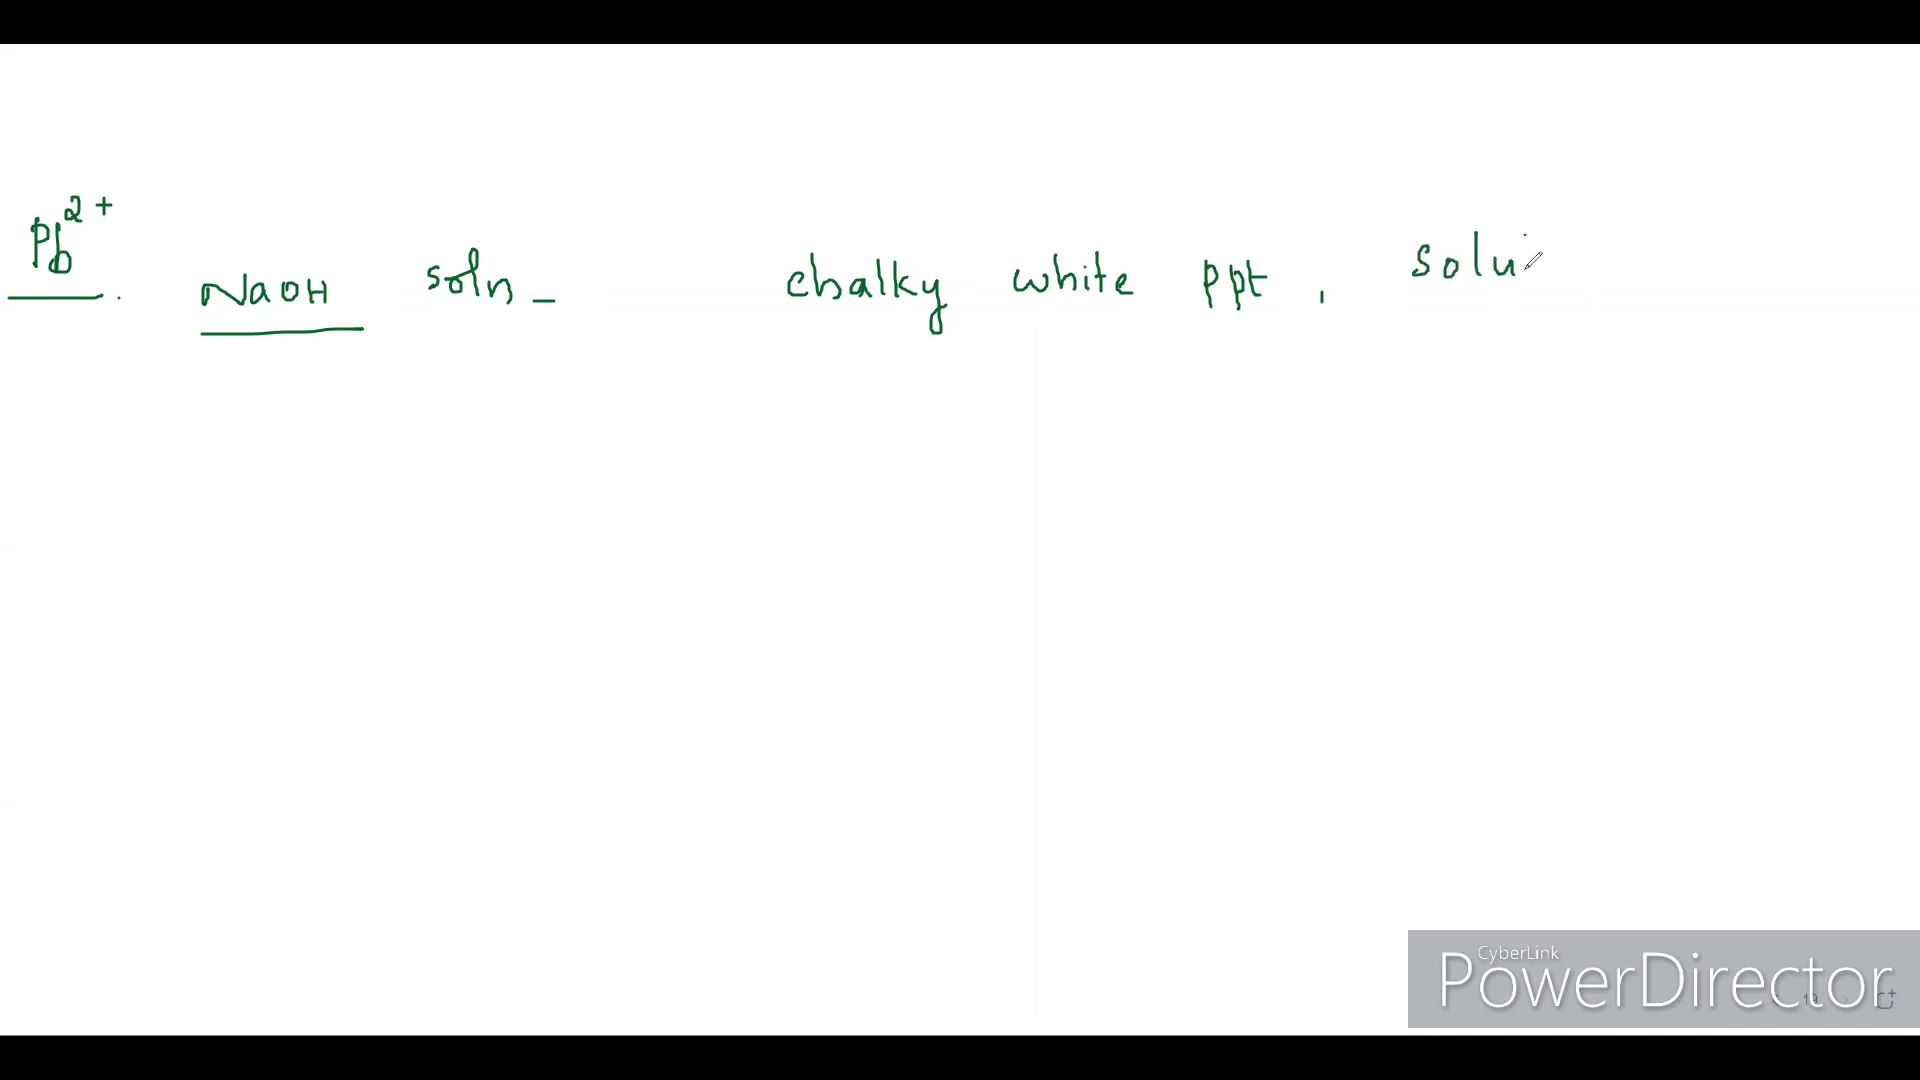 Pb2+
NaOH soln - chalky white ppt , solu
CyberLink
PowerDirector